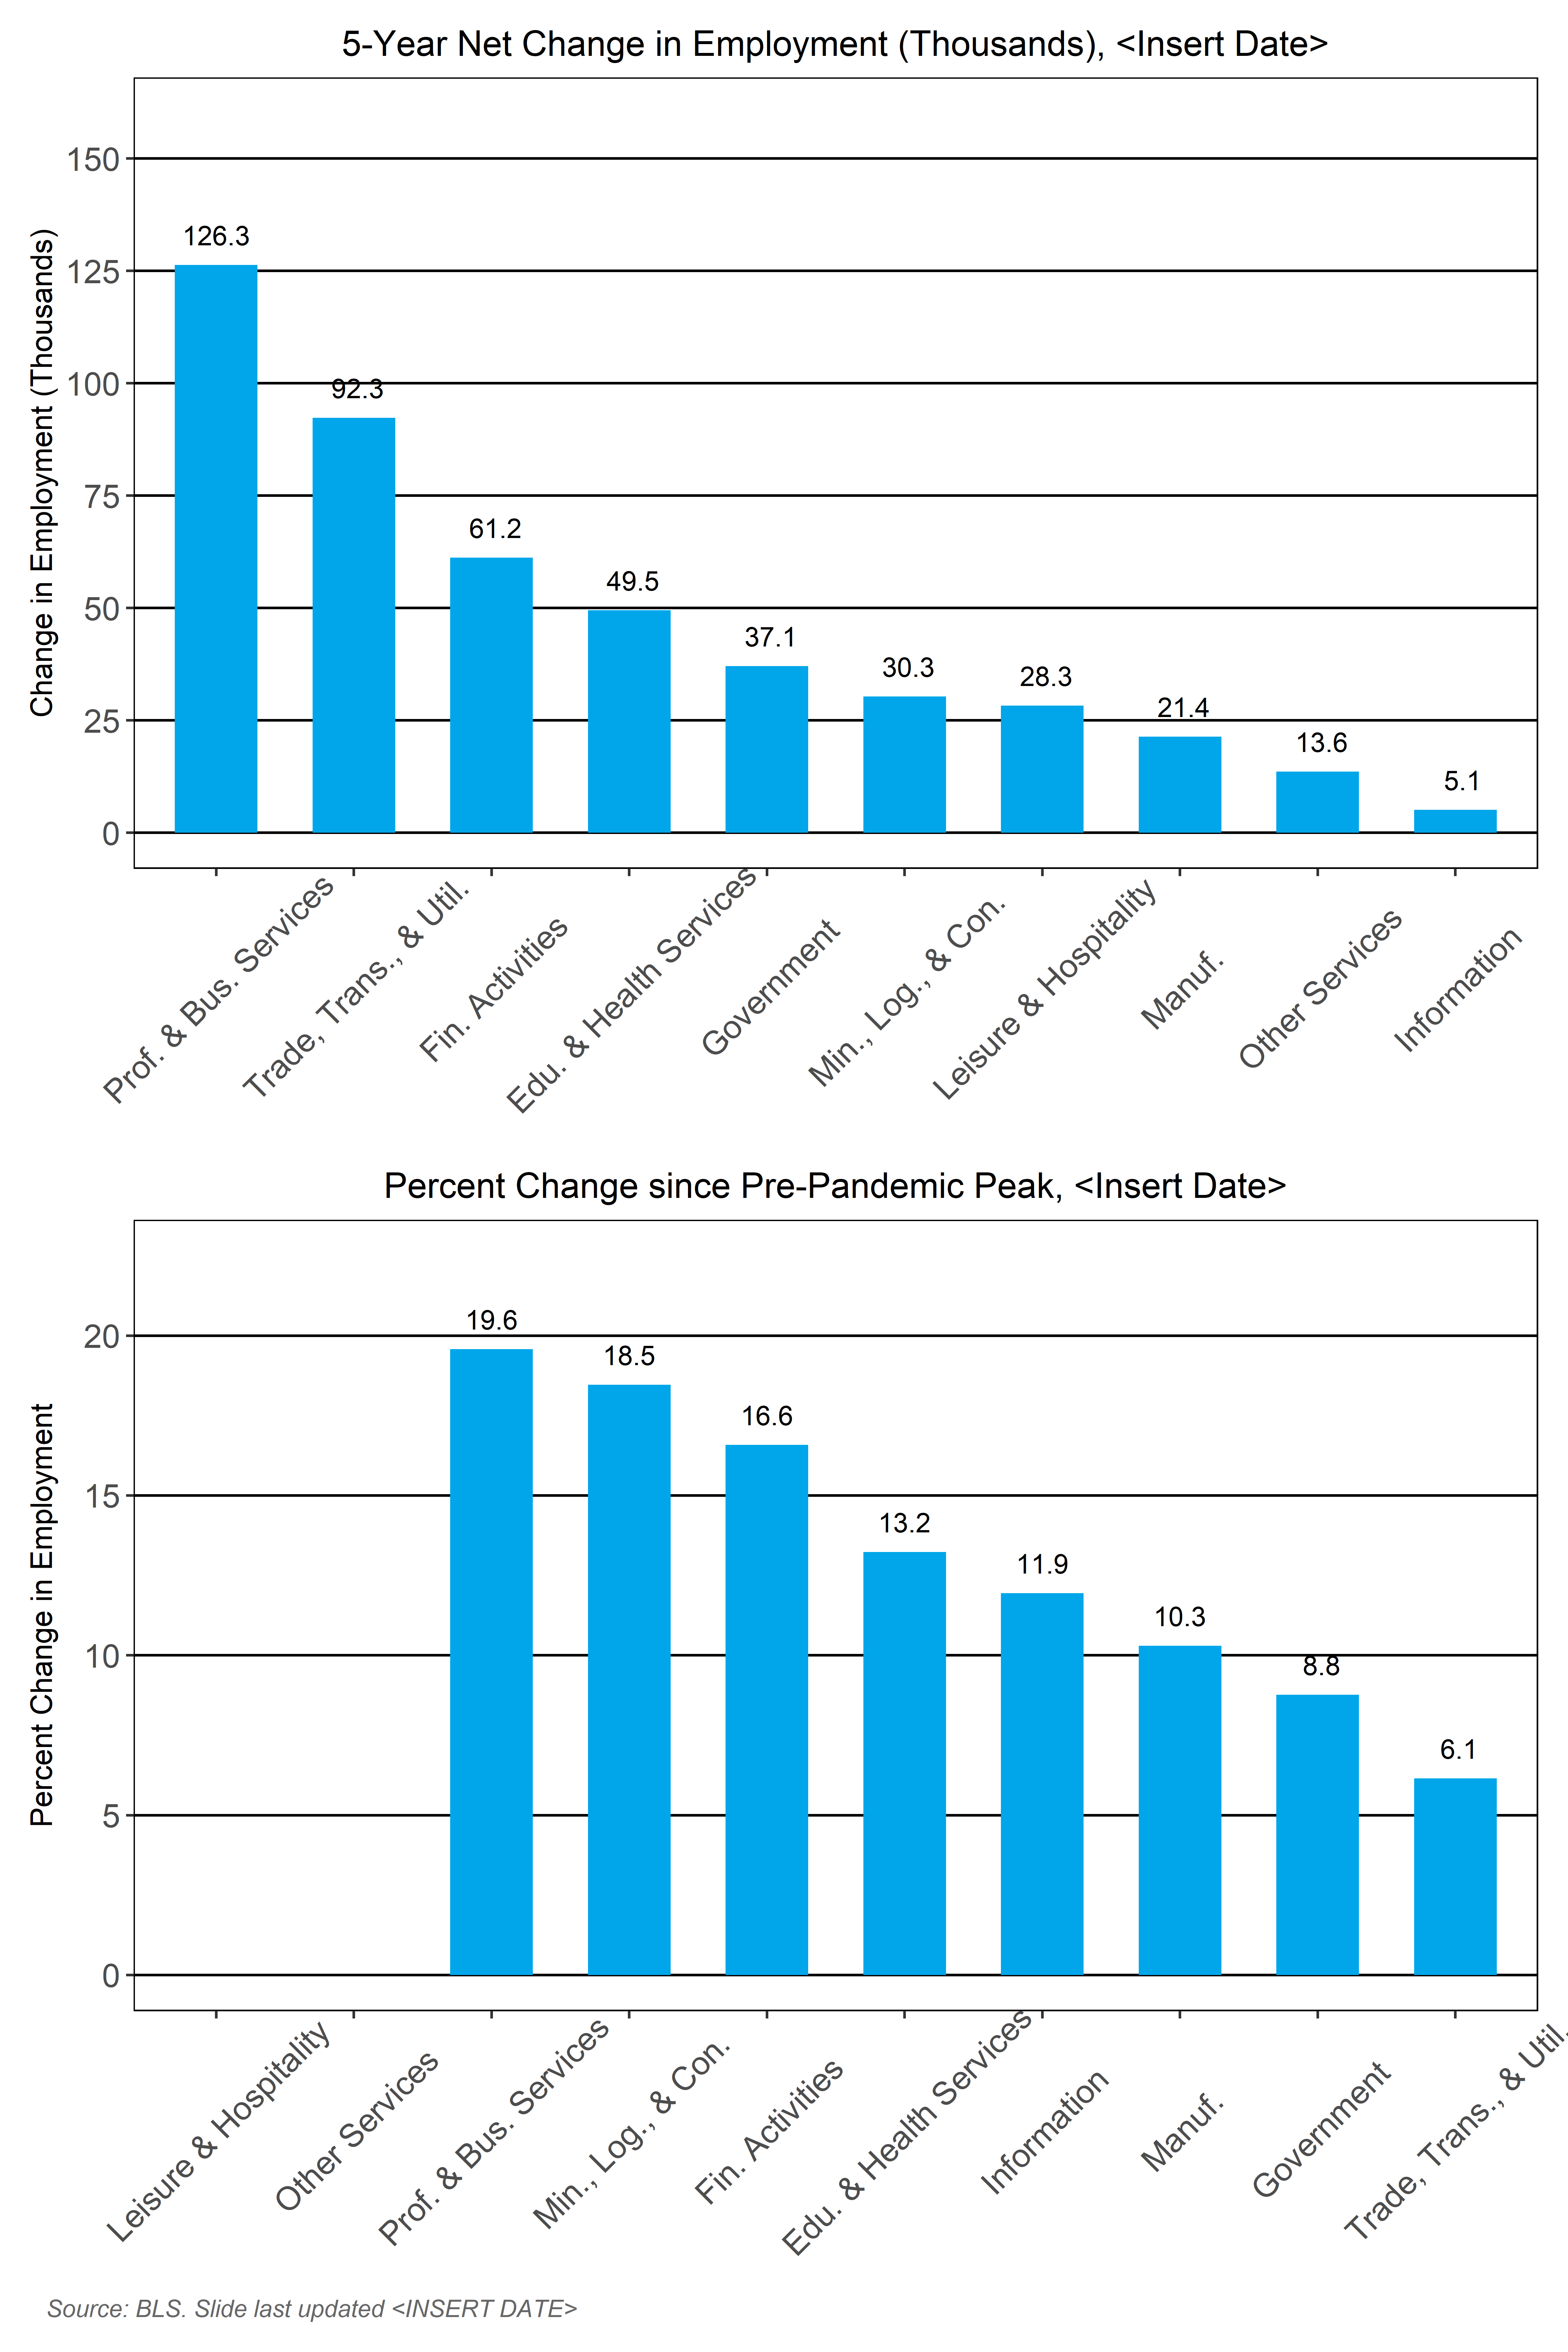 5-Year Net Change in Employment (Thousands), <Insert Date>
Change in Employment (Thousands)
150
125
100
75
50
25
0
126.3
92.3
61.2
49.5
37.1
30.3
28.3
21.4
13.6
5.1
Prof. & Bus. Services
Trade, Trans., & Util.
Fin. Activities
Edu. & Health Services
Government
Min., Log., & Con.
Leisure & Hospitality
Manuf.
Other Services
Information
Percent Change since Pre-Pandemic Peak, <Insert Date>
Percent Change in Employment
20
15
10
5
0
19.6
18.5
16.6
13.2
11.9
10.3
8.8
6.1
Leisure & Hospitality
Other Services
Prof. & Bus. Services
Min., Log., & Con.
Fin. Activities
Edu. & Health Services
Information
Manuf.
Government
Trade, Trans., & Util.
Source: BLS. Slide last updated <INSERT DATE>